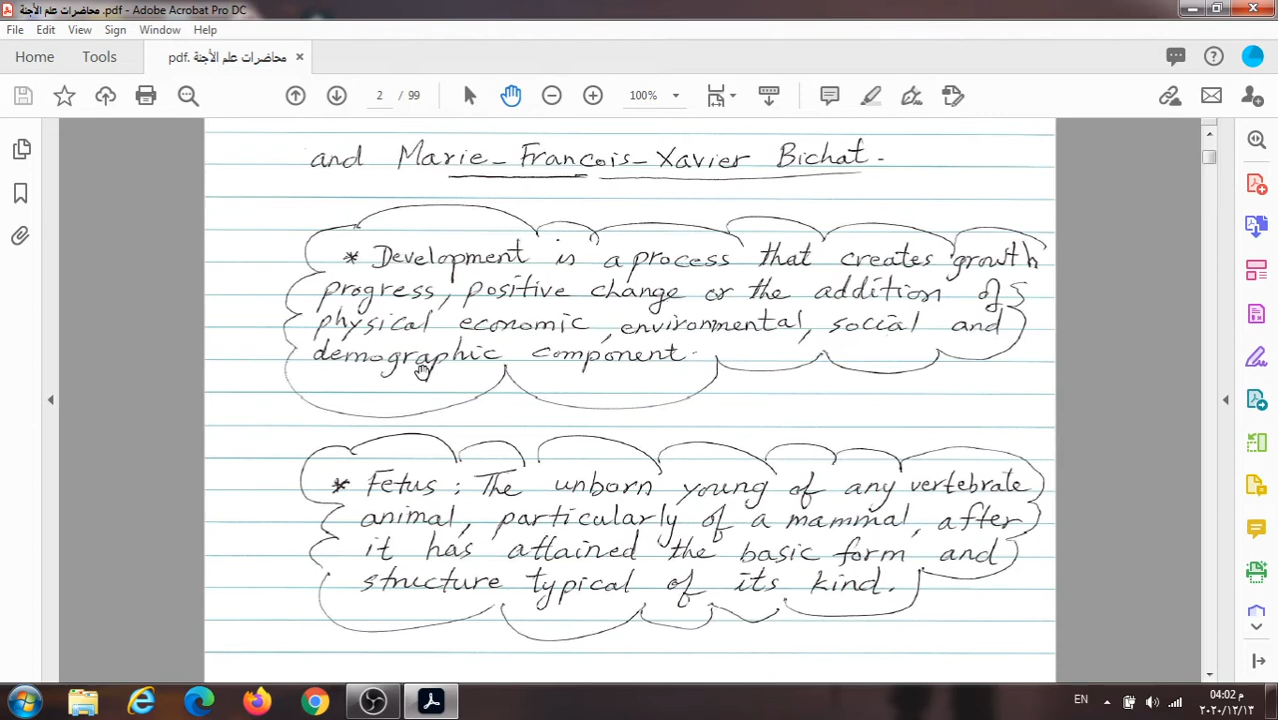 محاضرات علم الأجنة .pdf - Adobe Acrobat Pro DC
File Edit View Sign Window Help
Home Tools محاضرات علم الأجنة .pdf ×
2 / 99 100%
and Marie-Francois-Xavier Bichat.
* Development is a process that creates growth
progress, positive change or the addition of
physical economic, environmental, social and
demographic component.
* Fetus : The unborn young of any vertebrate
animal, particularly of a mammal, after
it has attained the basic form and
structure typical of its kind.
EN 04:02 م
٢٠٢٠/١٢/١٣